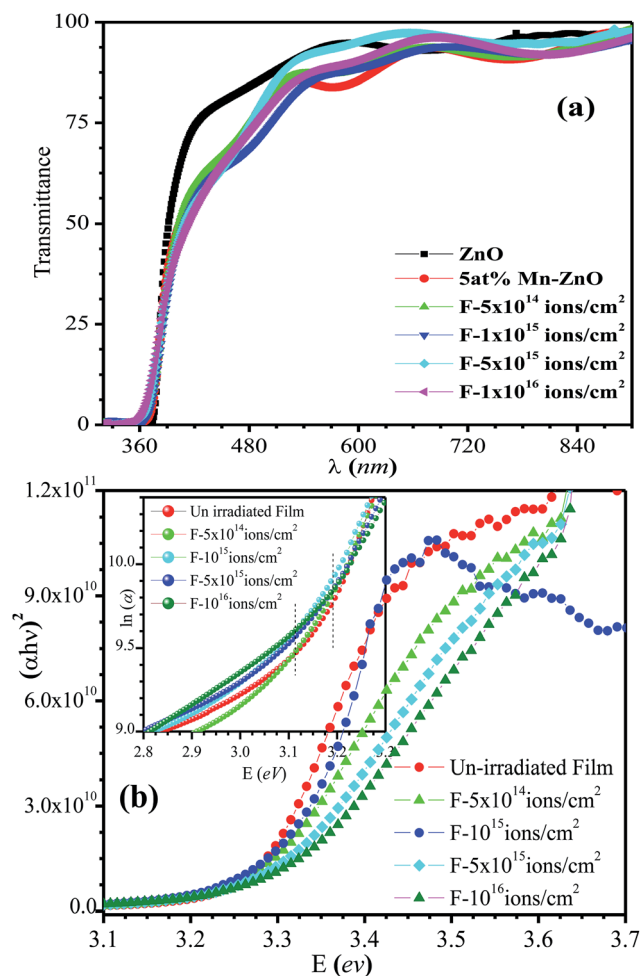 100
75
50
25
0
Transmittance
(a)
ZnO
5at% Mn-ZnO
F-5x10¹⁴ ions/cm²
F-1x10¹⁵ ions/cm²
F-5x10¹⁵ ions/cm²
F-1x10¹⁶ ions/cm²
360 480 600 720 840
λ (nm)
1.2x10¹¹
9.0x10¹⁰
6.0x10¹⁰
3.0x10¹⁰
0.0
(αhν)²
10.0
9.5
9.0
ln (α)
Un irradiated Film
F-5x10¹⁴ions/cm²
F-10¹⁵ions/cm²
F-5x10¹⁵ions/cm²
F-10¹⁶ions/cm²
2.8 2.9 3.0 3.1 3.2
E (eV)
(b)
Un-irradiated Film
F-5x10¹⁴ions/cm²
F-10¹⁵ions/cm²
F-5x10¹⁵ions/cm²
F-10¹⁶ions/cm²
3.1 3.2 3.3 3.4 3.5 3.6 3.7
E (ev)